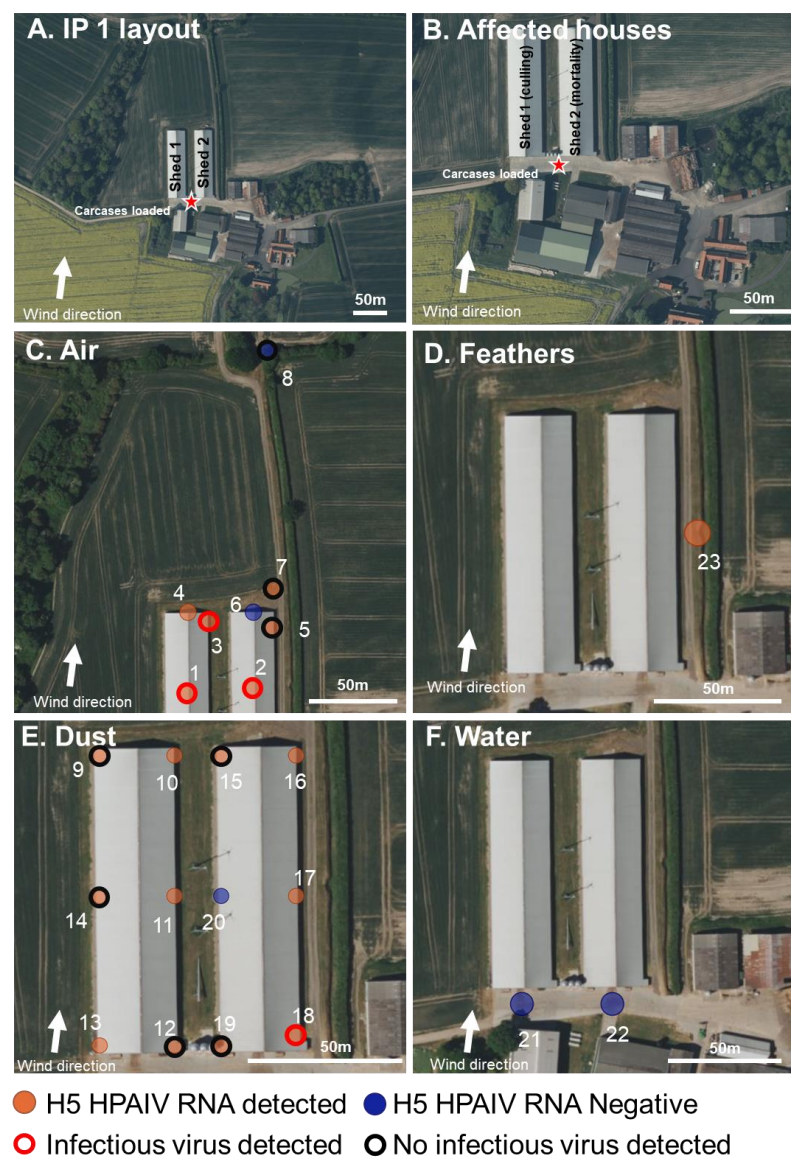 A. IP 1 layout
Shed 1
Shed 2
Carcases loaded
Wind direction
50m
B. Affected houses
Shed 1 (culling)
Shed 2 (mortality)
Carcases loaded
Wind direction
50m
C. Air
8
7
4
6
3
5
1
2
Wind direction
50m
D. Feathers
23
Wind direction
50m
E. Dust
9
10
15
16
14
11
20
17
13
12
19
18
Wind direction
50m
F. Water
21
22
Wind direction
50m
H5 HPAIV RNA detected
H5 HPAIV RNA Negative
Infectious virus detected
No infectious virus detected